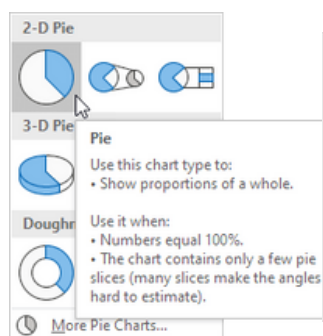 2-D Pie
3-D Pie
Pie
Use this chart type to:
• Show proportions of a whole.
Use it when:
• Numbers equal 100%.
• The chart contains only a few pie
slices (many slices make the angles
hard to estimate).
Doughn
More Pie Charts...